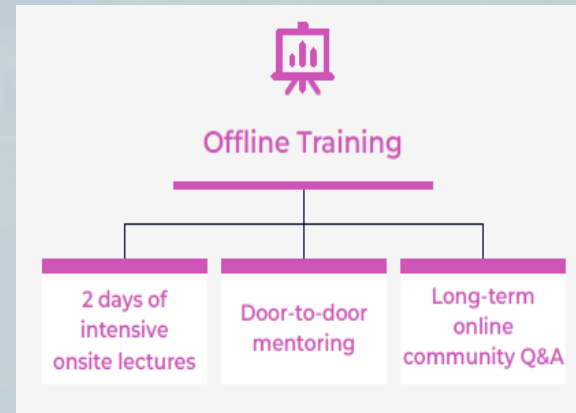 Offline Training
2 days of
intensive
onsite lectures
Door-to-door
mentoring
Long-term
online
community Q&A